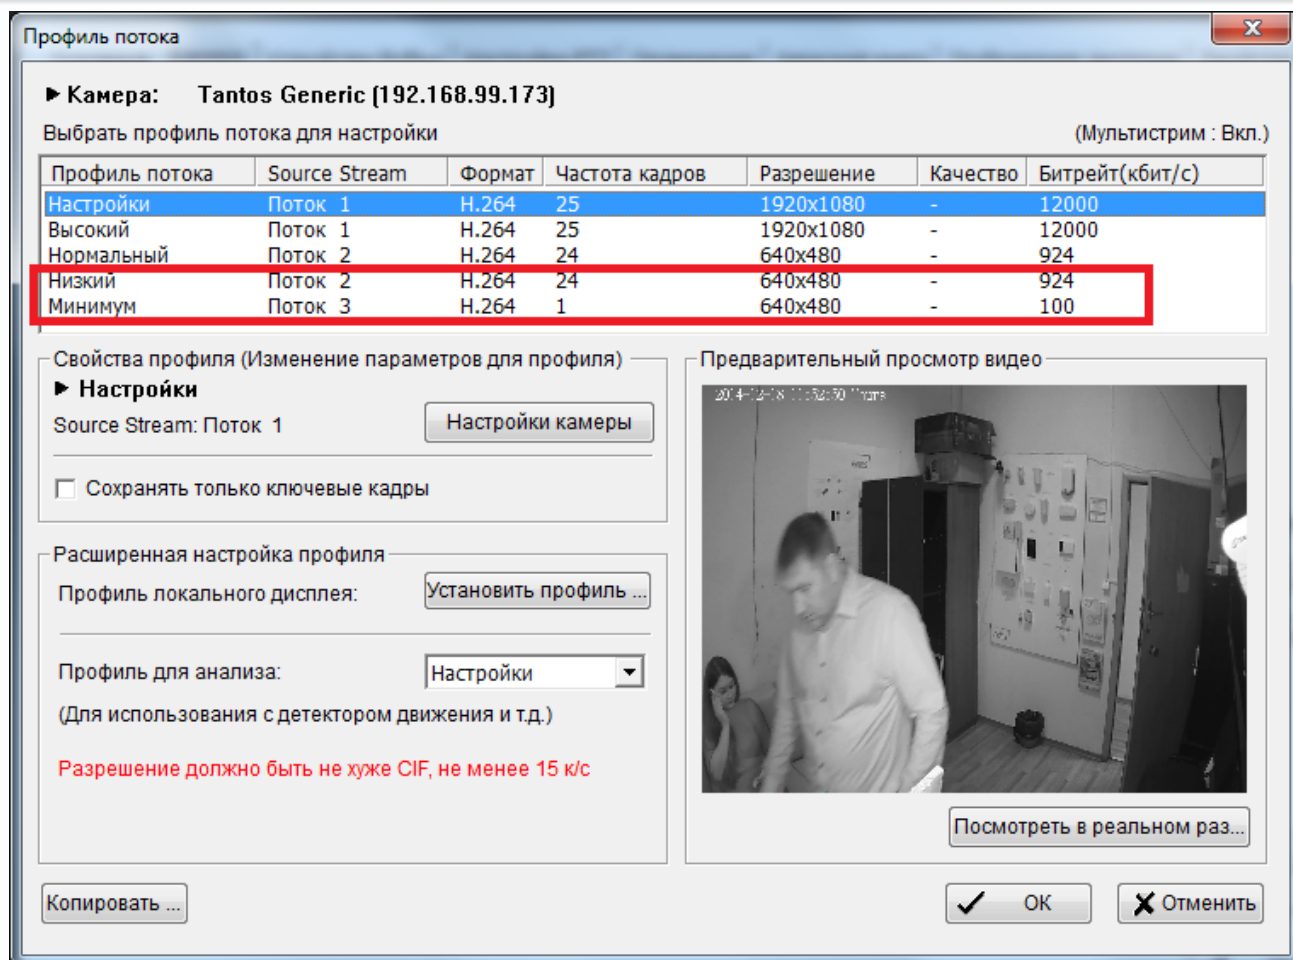 Профиль потока
Камера: Tantos Generic (192.168.99.173)
Выбрать профиль потока для настройки (Мультистрим : Вкл.)
Профиль потока Source Stream Формат Частота кадров Разрешение Качество Битрейт(кбит/с)
Настройки Поток 1 H.264 25 1920x1080 - 12000
Высокий Поток 1 H.264 25 1920x1080 - 12000
Нормальный Поток 2 H.264 24 640x480 - 924
Низкий Поток 2 H.264 24 640x480 - 924
Минимум Поток 3 H.264 1 640x480 - 100
Свойства профиля (Изменение параметров для профиля)
Настройки
Source Stream: Поток 1
Настройки камеры
Сохранять только ключевые кадры
Расширенная настройка профиля
Профиль локального дисплея: Установить профиль ...
Профиль для анализа: Настройки
(Для использования с детектором движения и т.д.)
Разрешение должно быть не хуже CIF, не менее 15 к/с
Предварительный просмотр видео
2014-12-18
Посмотреть в реальном раз...
Копировать ...
ОК
Отменить